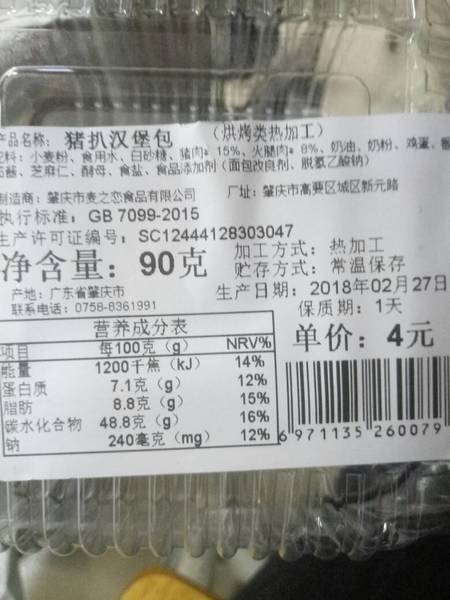 产品名称: 猪扒汉堡包 (烘烤类热加工)
配料: 小麦粉、食用水、白砂糖、猪肉≥ 15%、火腿≥ 8%、奶油、奶粉、鸡蛋、番
茄酱、芝麻仁、酵母、食盐、食品添加剂 (面包改良剂、脱氢乙酸钠)
制造商: 肇庆市麦之恋食品有限公司 厂址: 肇庆市高要区城区新元路
执行标准: GB 7099-2015
生产许可证编号: SC12444128303047
净含量: 90克
加工方式: 热加工
贮存方式: 常温保存
产地: 广东省肇庆市
联系电话: 0758-8361991
生产日期: 2018年02月27日
保质期: 1天
单价: 4元
营养成分表
项目 每100克 (g) NRV%
能量 1200千焦 (kJ) 14%
蛋白质 7.1克 (g) 12%
脂肪 8.8克 (g) 15%
碳水化合物 48.8克 (g) 16%
钠 240毫克 (mg) 12%
6 971135 260079